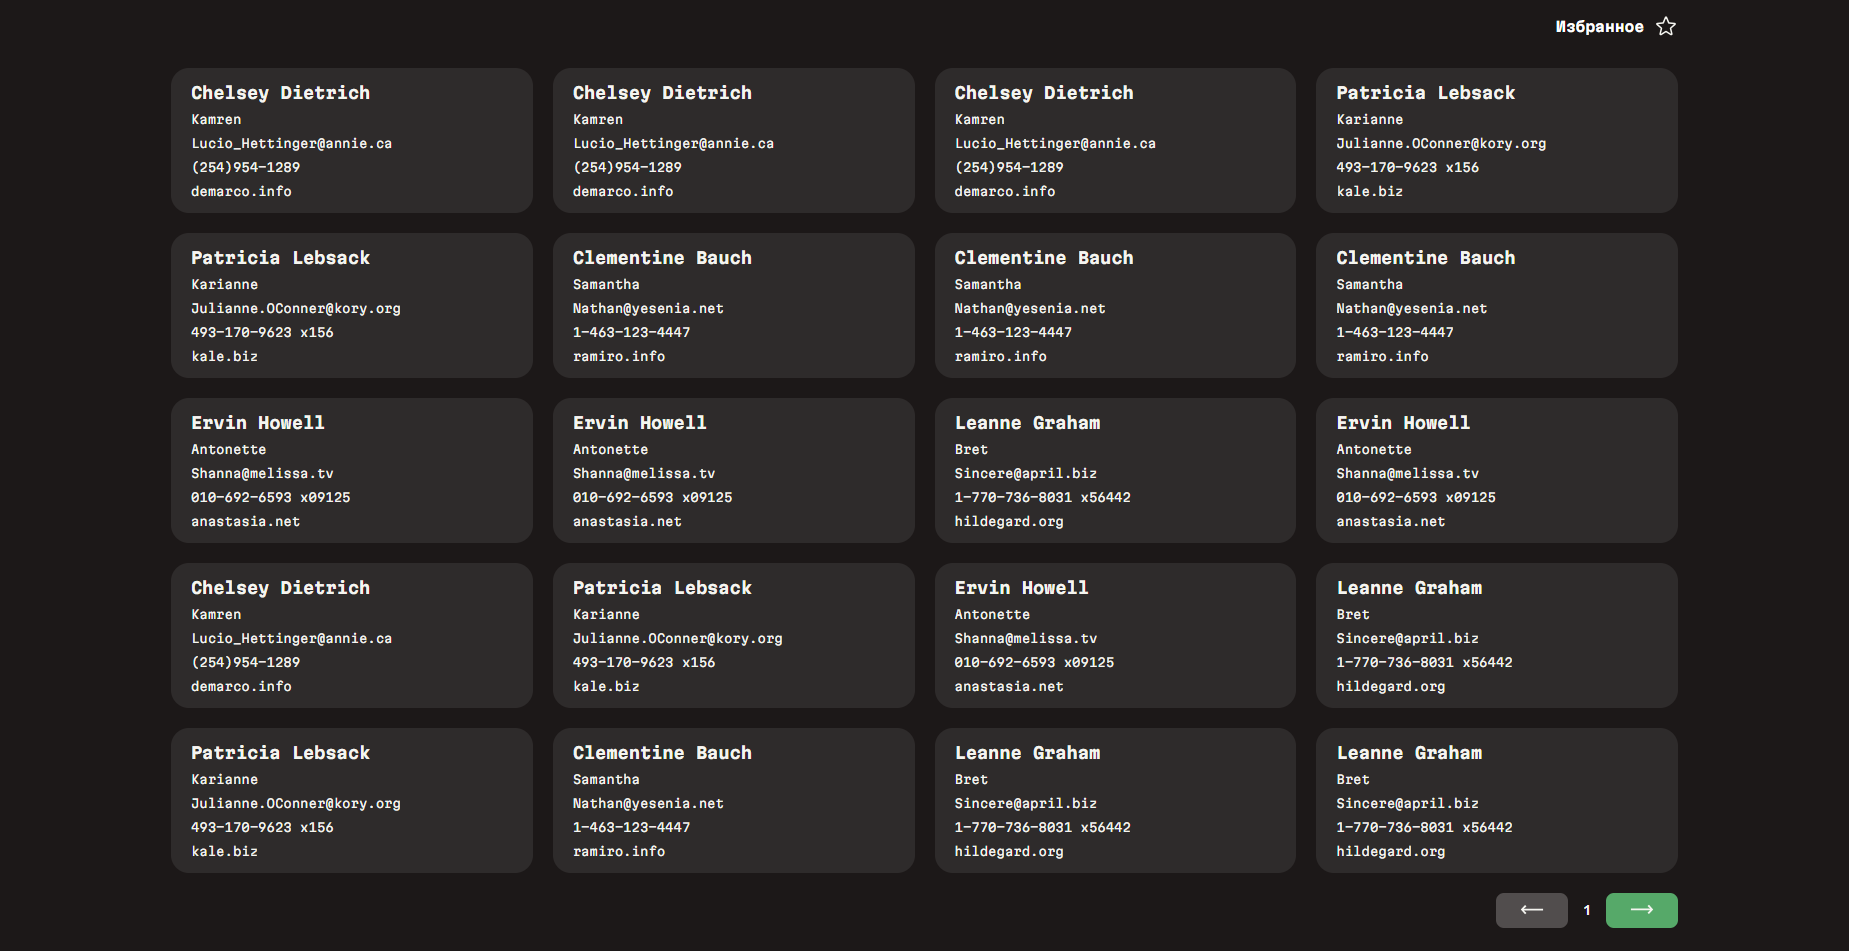 Избранное
Chelsey Dietrich
Kamren
Lucio_Hettinger@annie.ca
(254)954-1289
demarco.info
Chelsey Dietrich
Kamren
Lucio_Hettinger@annie.ca
(254)954-1289
demarco.info
Chelsey Dietrich
Kamren
Lucio_Hettinger@annie.ca
(254)954-1289
demarco.info
Patricia Lebsack
Karianne
Julianne.OConner@kory.org
493-170-9623 x156
kale.biz
Patricia Lebsack
Karianne
Julianne.OConner@kory.org
493-170-9623 x156
kale.biz
Clementine Bauch
Samantha
Nathan@yesenia.net
1-463-123-4447
ramiro.info
Clementine Bauch
Samantha
Nathan@yesenia.net
1-463-123-4447
ramiro.info
Clementine Bauch
Samantha
Nathan@yesenia.net
1-463-123-4447
ramiro.info
Ervin Howell
Antonette
Shanna@melissa.tv
010-692-6593 x09125
anastasia.net
Ervin Howell
Antonette
Shanna@melissa.tv
010-692-6593 x09125
anastasia.net
Leanne Graham
Bret
Sincere@april.biz
1-770-736-8031 x56442
hildegard.org
Ervin Howell
Antonette
Shanna@melissa.tv
010-692-6593 x09125
anastasia.net
Chelsey Dietrich
Kamren
Lucio_Hettinger@annie.ca
(254)954-1289
demarco.info
Patricia Lebsack
Karianne
Julianne.OConner@kory.org
493-170-9623 x156
kale.biz
Ervin Howell
Antonette
Shanna@melissa.tv
010-692-6593 x09125
anastasia.net
Leanne Graham
Bret
Sincere@april.biz
1-770-736-8031 x56442
hildegard.org
Patricia Lebsack
Karianne
Julianne.OConner@kory.org
493-170-9623 x156
kale.biz
Clementine Bauch
Samantha
Nathan@yesenia.net
1-463-123-4447
ramiro.info
Leanne Graham
Bret
Sincere@april.biz
1-770-736-8031 x56442
hildegard.org
Leanne Graham
Bret
Sincere@april.biz
1-770-736-8031 x56442
hildegard.org
1